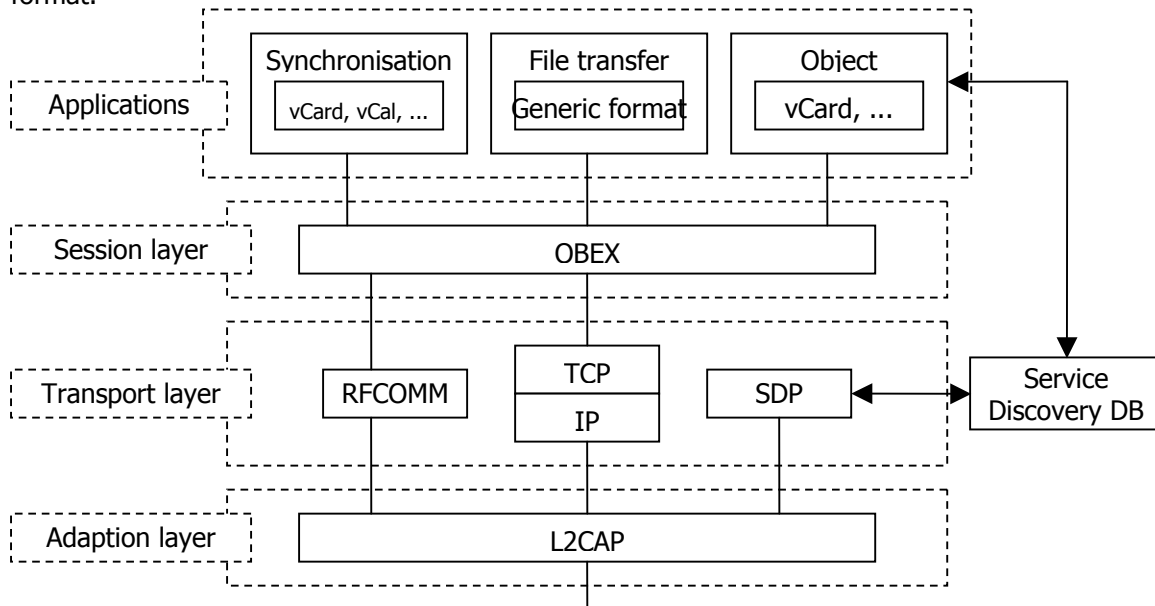 format.
Synchronisation
vCard, vCal, ...
File transfer
Generic format
Object
vCard, ...
Applications
Session layer
OBEX
Transport layer
RFCOMM
TCP
IP
SDP
Service
Discovery DB
Adaption layer
L2CAP